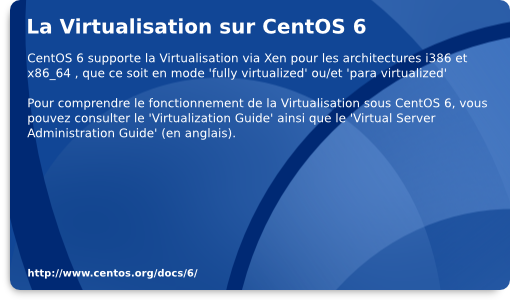 La Virtualisation sur CentOS 6
CentOS 6 supporte la Virtualisation via Xen pour les architectures i386 et
x86_64 , que ce soit en mode 'fully virtualized' ou/et 'para virtualized'
Pour comprendre le fonctionnement de la Virtualisation sous CentOS 6, vous
pouvez consulter le 'Virtualization Guide' ainsi que le 'Virtual Server
Administration Guide' (en anglais).
http://www.centos.org/docs/6/